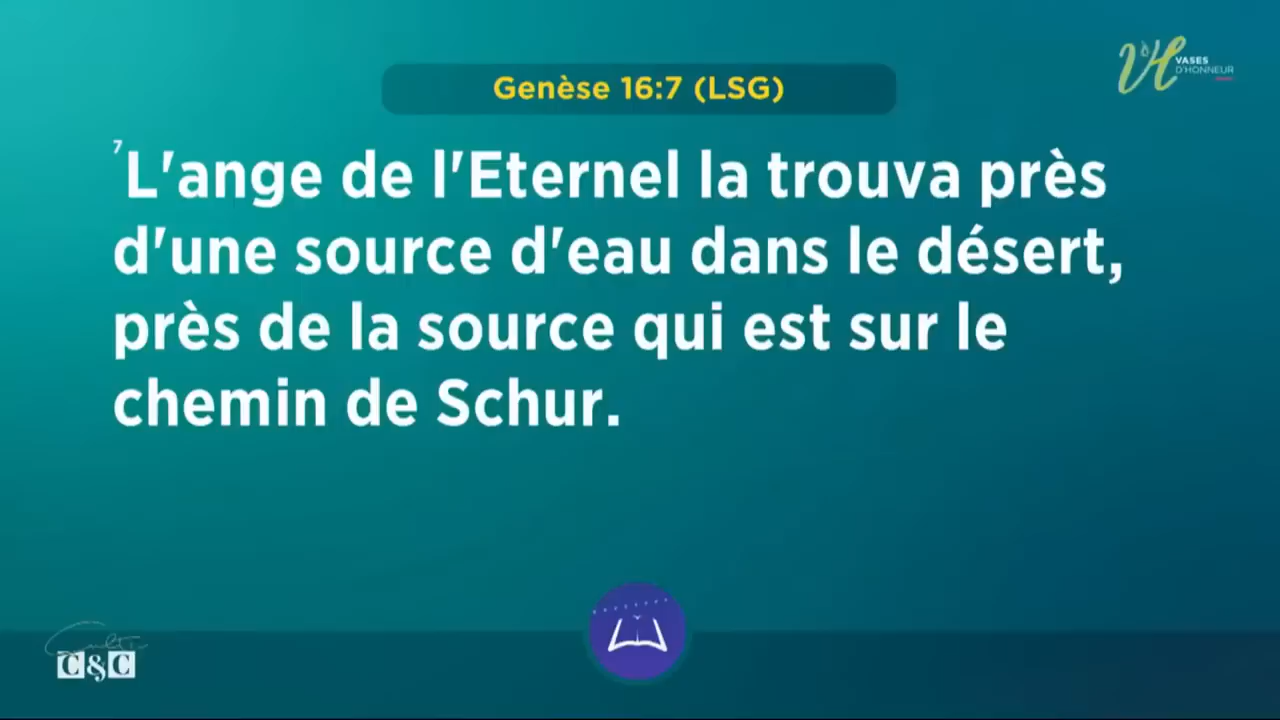 Genèse 16:7 (LSG)
VASES
D'HONNEUR
7 L'ange de l'Eternel la trouva près
d'une source d'eau dans le désert,
près de la source qui est sur le
chemin de Schur.
C&C